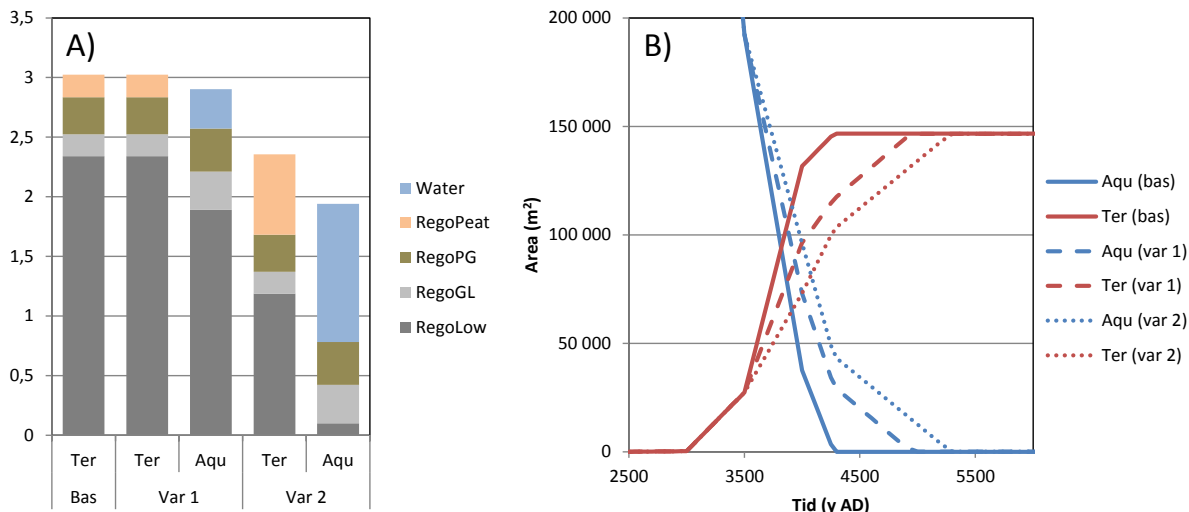 A)
3,5
3
2,5
2
1,5
1
0,5
0
Ter
Ter
Aqu
Ter
Aqu
Bas
Var 1
Var 2
Water
RegoPeat
RegoPG
RegoGL
RegoLow
B)
Area (m²)
200 000
150 000
100 000
50 000
0
2500
3500
4500
5500
Tid (y AD)
Aqu (bas)
Ter (bas)
Aqu (var 1)
Ter (var 1)
Aqu (var 2)
Ter (var 2)